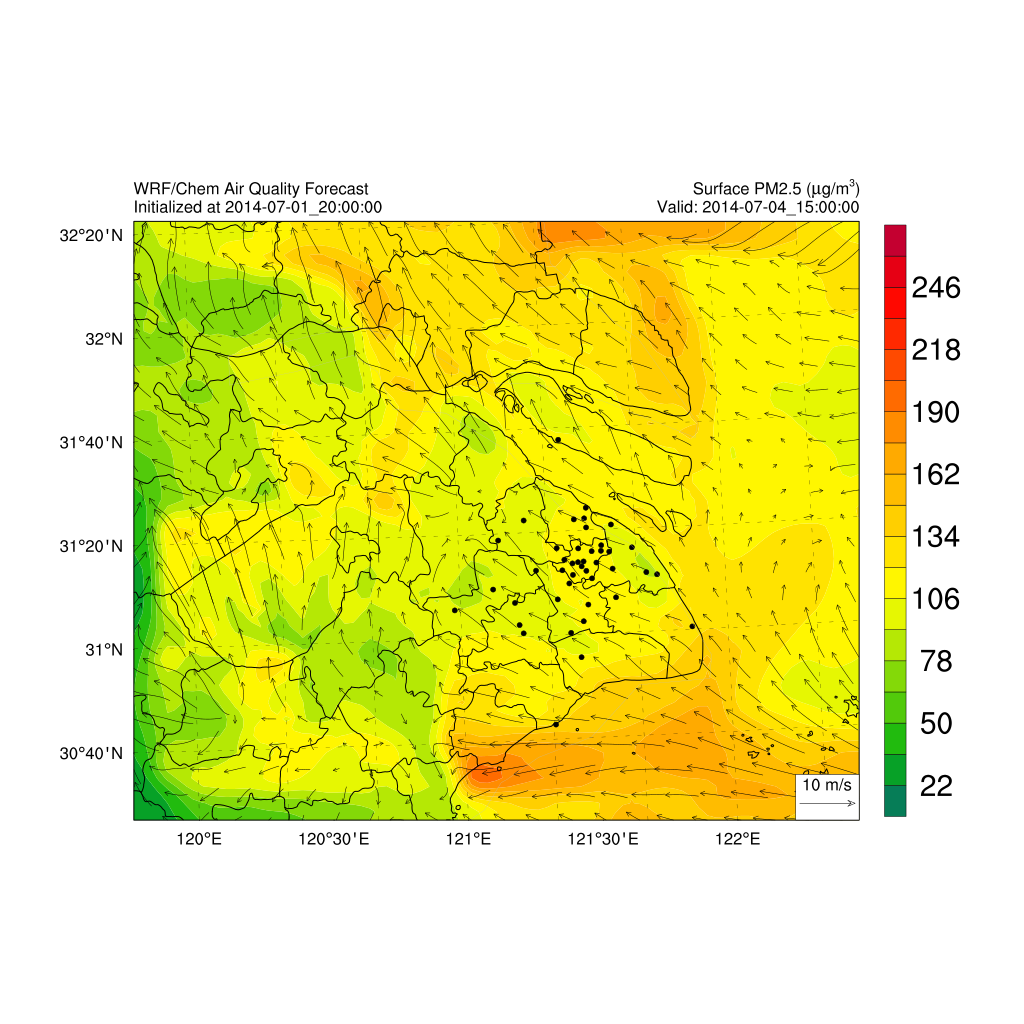 WRF/Chem Air Quality Forecast
Surface PM2.5 (μg/m³)
Initialized at 2014-07-01_20:00:00
Valid: 2014-07-04_15:00:00
32°20'N
32°N
31°40'N
31°20'N
31°N
30°40'N
120°E
120°30'E
121°E
121°30'E
122°E
10 m/s
246
218
190
162
134
106
78
50
22